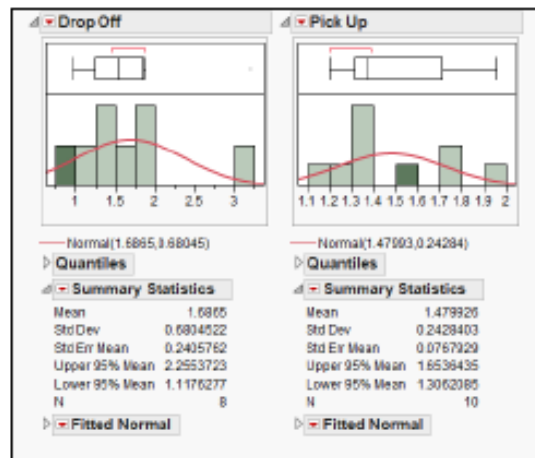 Drop Off
1 1.5 2 2.5 3
Normal(1.6865,0.68045)
Quantiles
Summary Statistics
Mean 1.6865
Std Dev 0.6804522
Std Err Mean 0.2405762
Upper 95% Mean 2.2553723
Lower 95% Mean 1.1176277
N 8
Fitted Normal
Pick Up
1.1 1.2 1.3 1.4 1.5 1.6 1.7 1.8 1.9 2
Normal(1.47993,0.24284)
Quantiles
Summary Statistics
Mean 1.479926
Std Dev 0.2428403
Std Err Mean 0.0767929
Upper 95% Mean 1.6536435
Lower 95% Mean 1.3062085
N 10
Fitted Normal